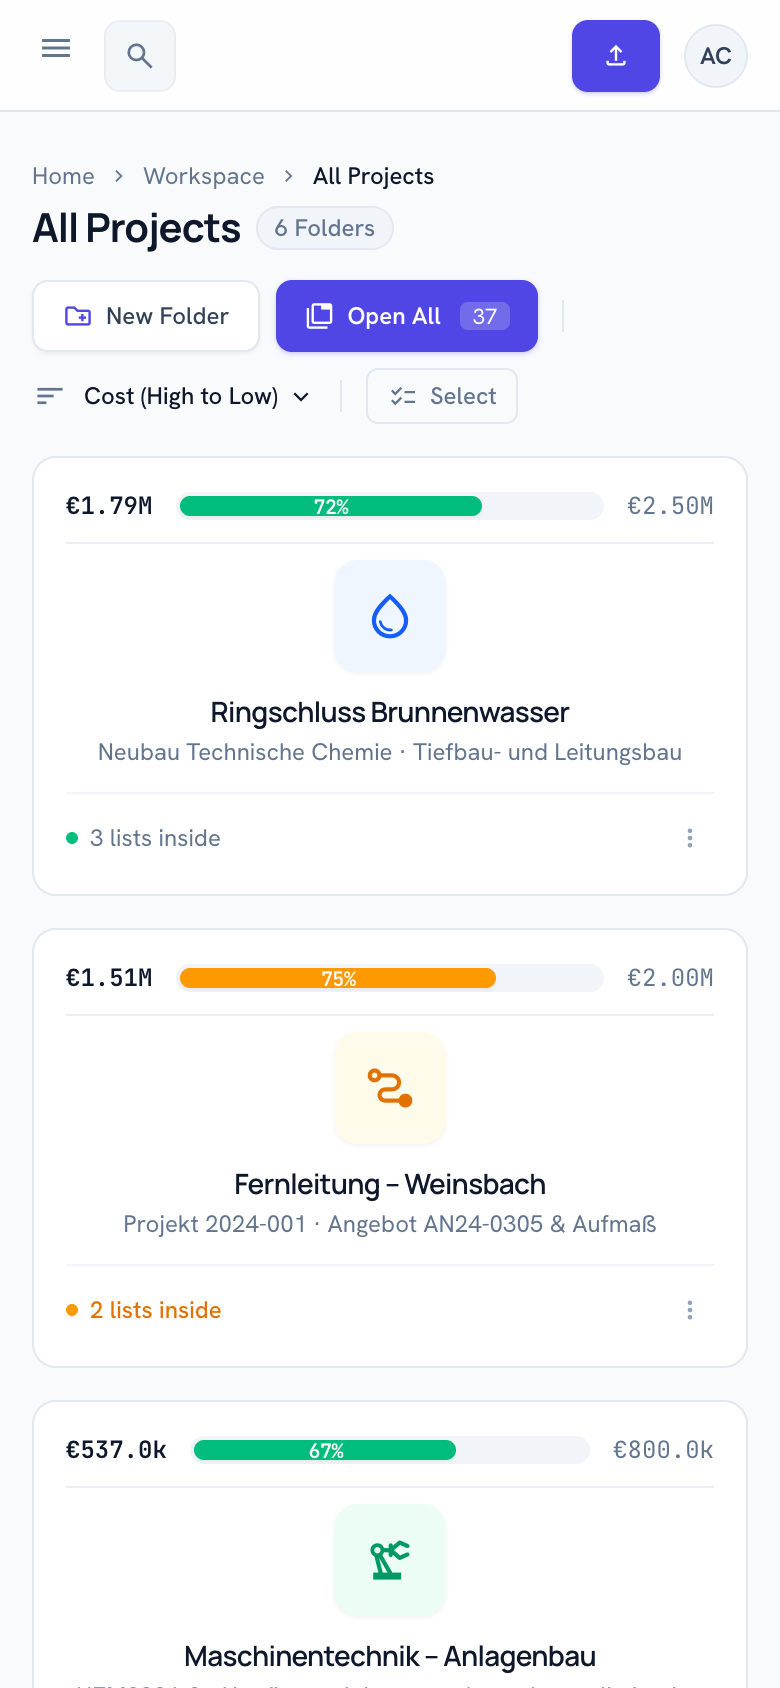 AC
Home > Workspace > All Projects
All Projects 6 Folders
New Folder Open All 37
Cost (High to Low) Select
€1.79M 72% €2.50M
Ringschluss Brunnenwasser
Neubau Technische Chemie · Tiefbau- und Leitungsbau
3 lists inside
€1.51M 75% €2.00M
Fernleitung – Weinsbach
Projekt 2024-001 · Angebot AN24-0305 & Aufmaß
2 lists inside
€537.0k 67% €800.0k
Maschinentechnik – Anlagenbau